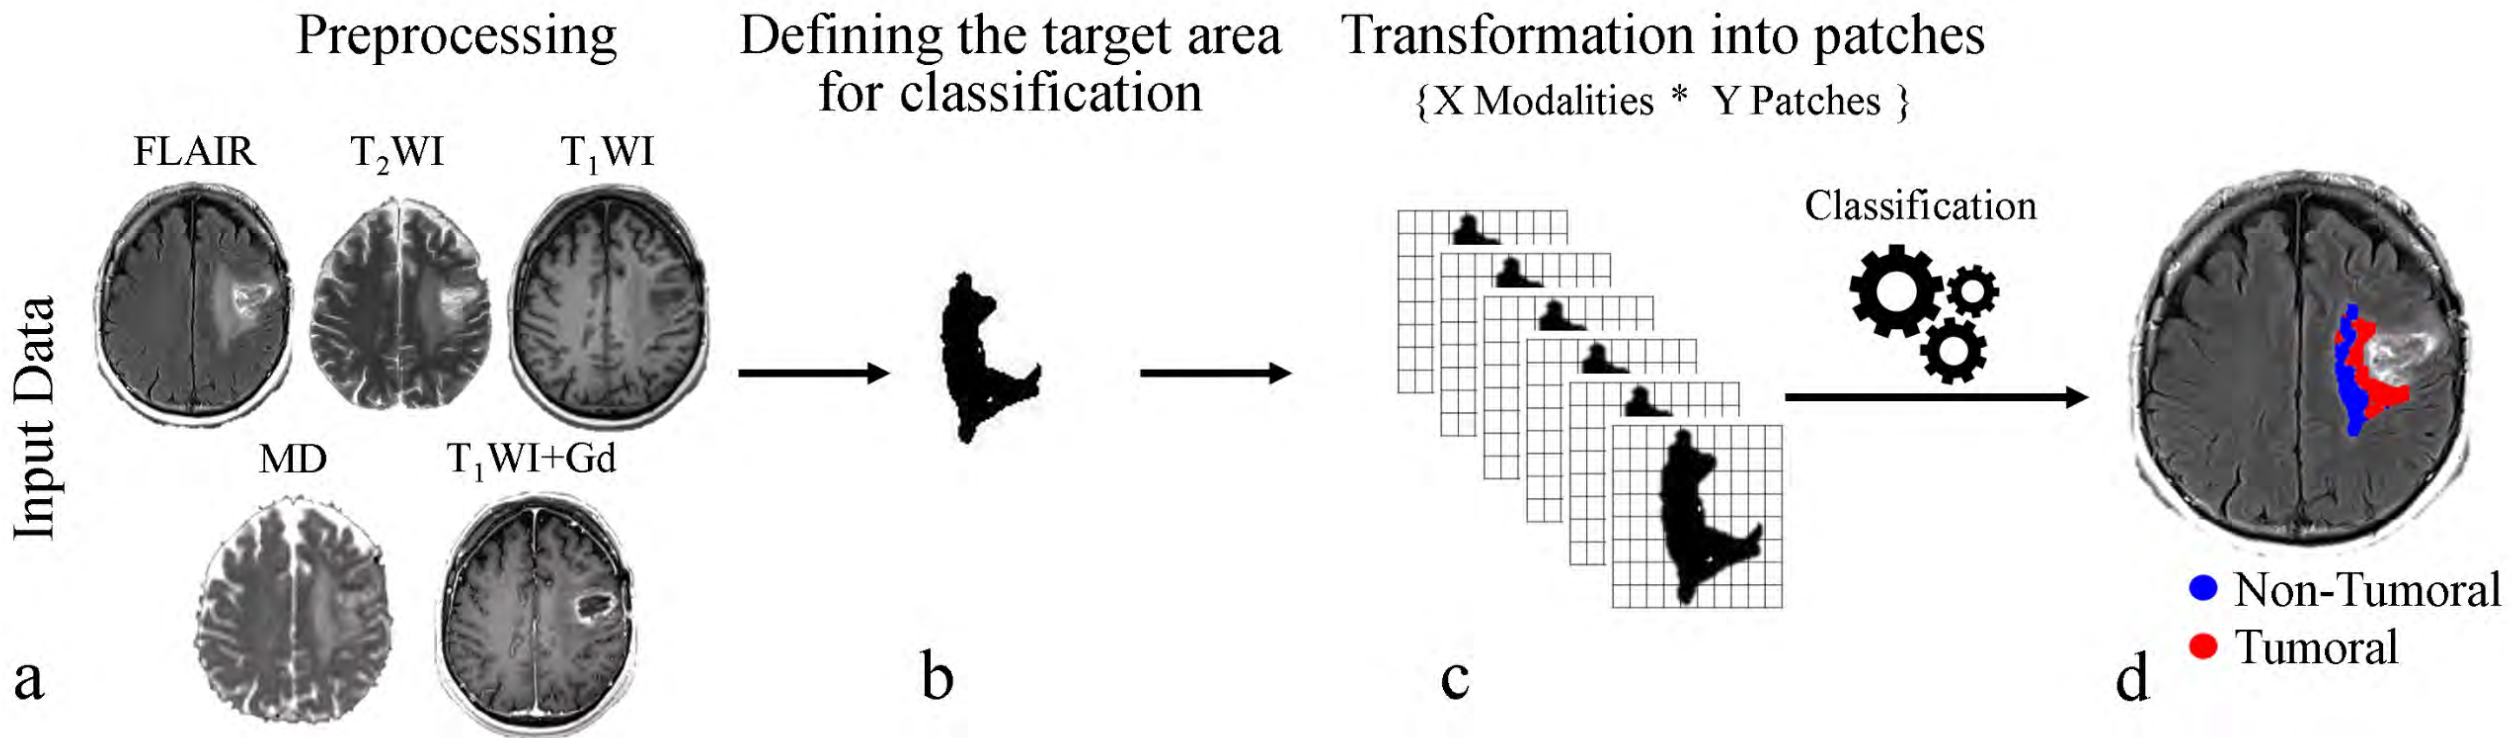 Preprocessing
Defining the target area
for classification
Transformation into patches
{X Modalities * Y Patches }
Input Data
FLAIR
T₂WI
T₁WI
MD
T₁WI+Gd
Classification
Non-Tumoral
Tumoral
a
b
c
d